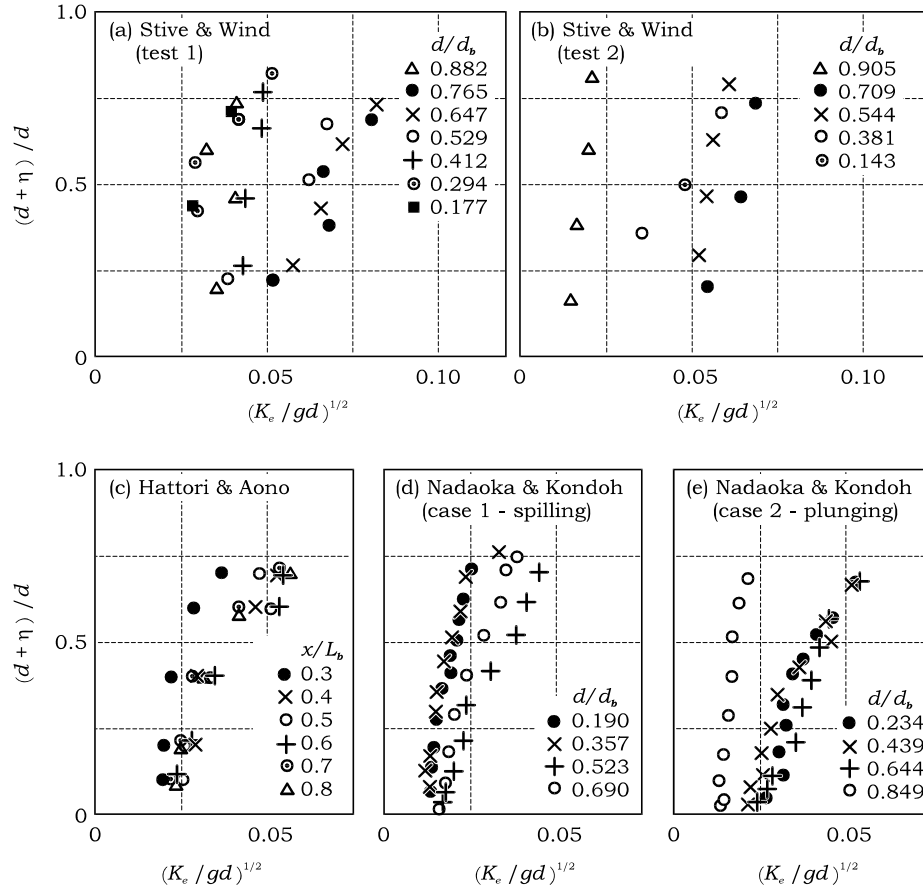 (a) Stive & Wind
(test 1)
d/d_b
0.882
0.765
0.647
0.529
0.412
0.294
0.177
1.0
0.5
0
(d + η) / d
0
0.05
0.10
(K_e / gd)^1/2
(b) Stive & Wind
(test 2)
d/d_b
0.905
0.709
0.544
0.381
0.143
0
0.05
0.10
(K_e / gd)^1/2
(c) Hattori & Aono
x/L_b
0.3
0.4
0.5
0.6
0.7
0.8
1.0
0.5
0
(d + η) / d
0
0.05
(K_e / gd)^1/2
(d) Nadaoka & Kondoh
(case 1 - spilling)
d/d_b
0.190
0.357
0.523
0.690
0
0.05
(K_e / gd)^1/2
(e) Nadaoka & Kondoh
(case 2 - plunging)
d/d_b
0.234
0.439
0.644
0.849
0
0.05
(K_e / gd)^1/2